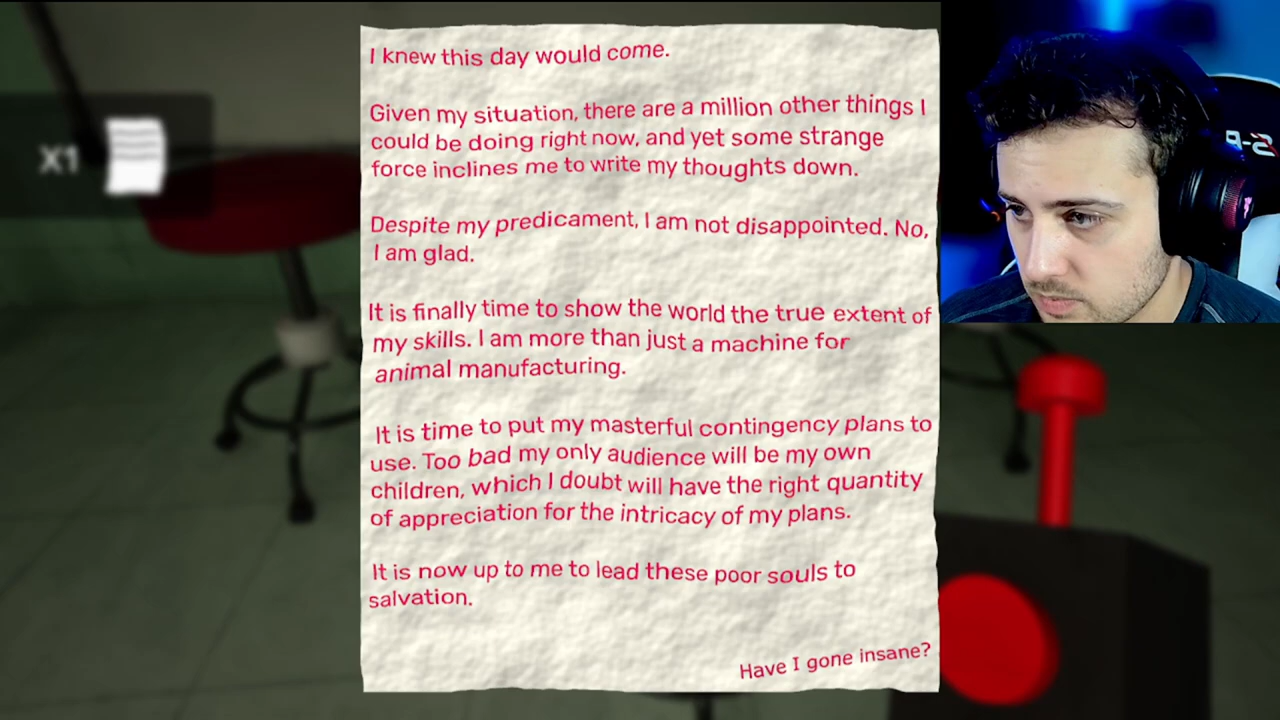 I knew this day would come.
Given my situation, there are a million other things I
could be doing right now, and yet some strange
force inclines me to write my thoughts down.
Despite my predicament, I am not disappointed. No,
I am glad.
It is finally time to show the world the true extent of
my skills. I am more than just a machine for
animal manufacturing.
It is time to put my masterful contingency plans to
use. Too bad my only audience will be my own
children, which I doubt will have the right quantity
of appreciation for the intricacy of my plans.
It is now up to me to lead these poor souls to
salvation.
Have I gone insane?
X1